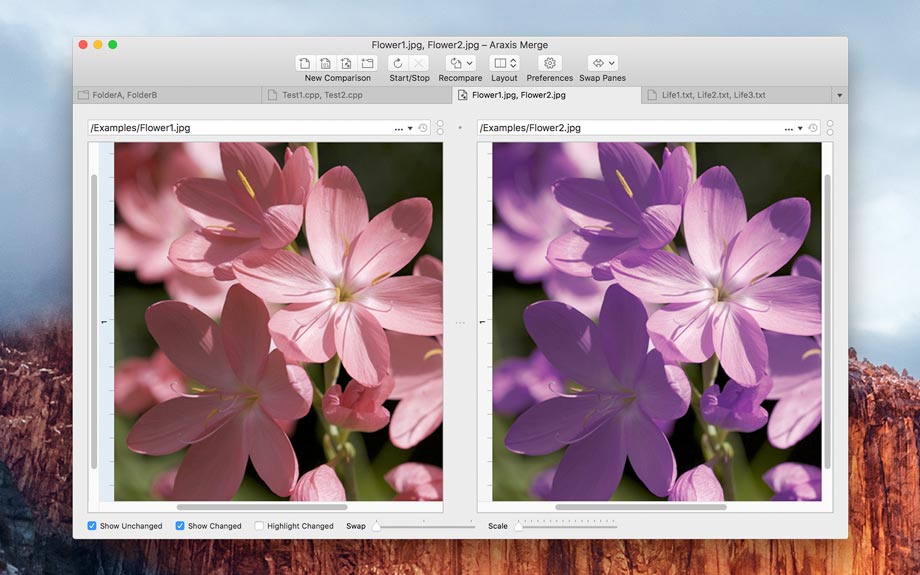 Flower1.jpg, Flower2.jpg – Araxis Merge
New Comparison Start/Stop Recompare Layout Preferences Swap Panes
FolderA, FolderB Test1.cpp, Test2.cpp Flower1.jpg, Flower2.jpg Life1.txt, Life2.txt, Life3.txt
/Examples/Flower1.jpg /Examples/Flower2.jpg
1 1
Show Unchanged Show Changed Highlight Changed Swap Scale